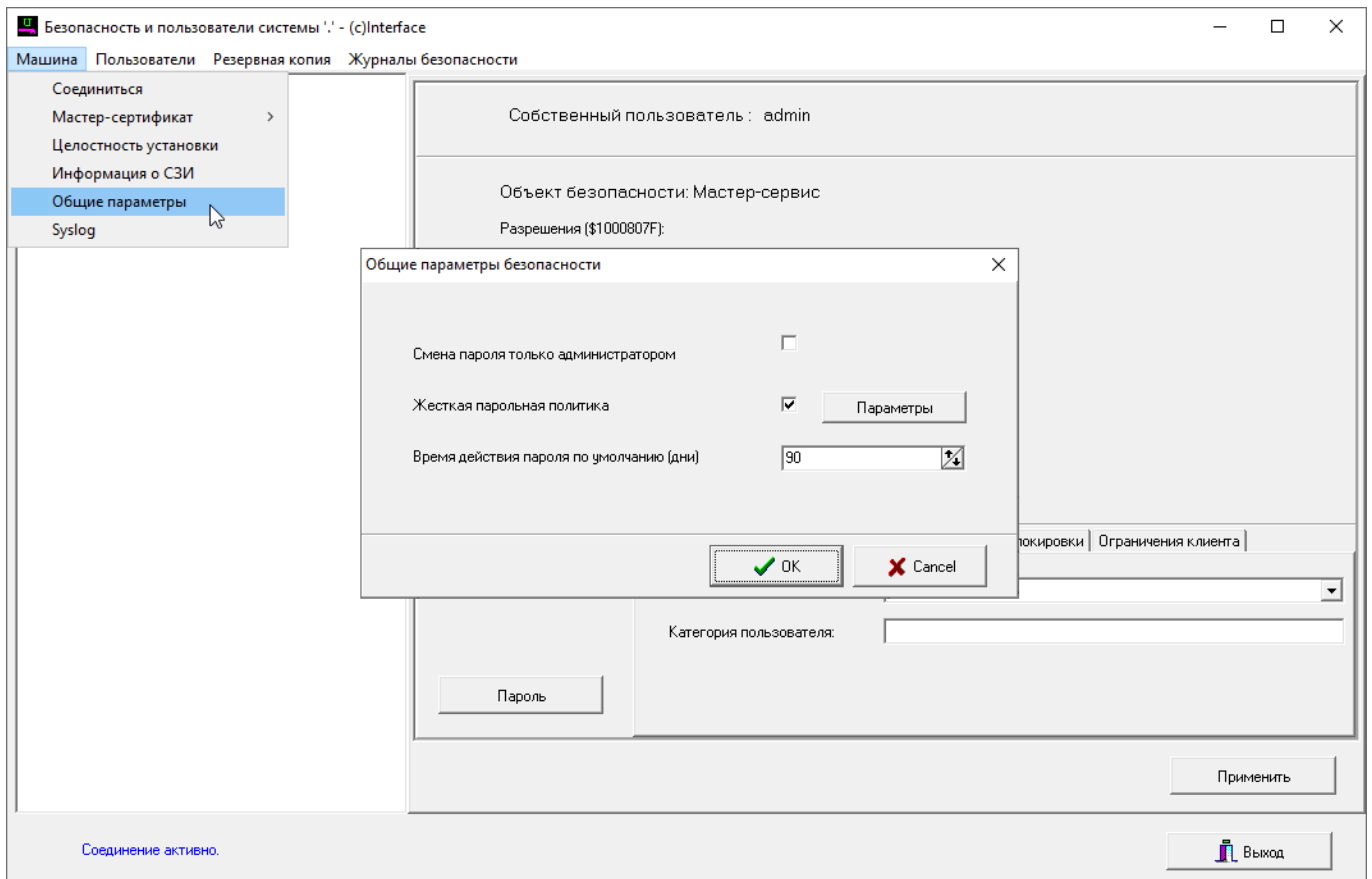 Безопасность и пользователи системы '.' - (c)Interface
Машина Пользователи Резервная копия Журналы безопасности
Соединиться
Мастер-сертификат
Целостность установки
Информация о СЗИ
Общие параметры
Syslog
Собственный пользователь : admin
Объект безопасности: Мастер-сервис
Разрешения ($1000807F):
Общие параметры безопасности
Смена пароля только администратором
Жесткая парольная политика
Параметры
Время действия пароля по умолчанию (дни)
90
OK
Cancel
локировки
Ограничения клиента
Категория пользователя:
Пароль
Применить
Соединение активно.
Выход